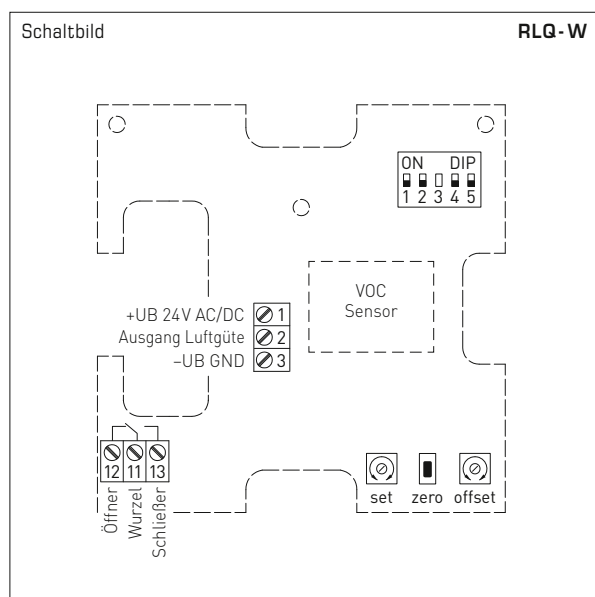 Schaltbild
RLQ-W
ON DIP
1 2 3 4 5
VOC
Sensor
+UB 24V AC/DC 1
Ausgang Luftgüte 2
–UB GND 3
12 11 13
Öffner
Wurzel
Schließer
set zero offset